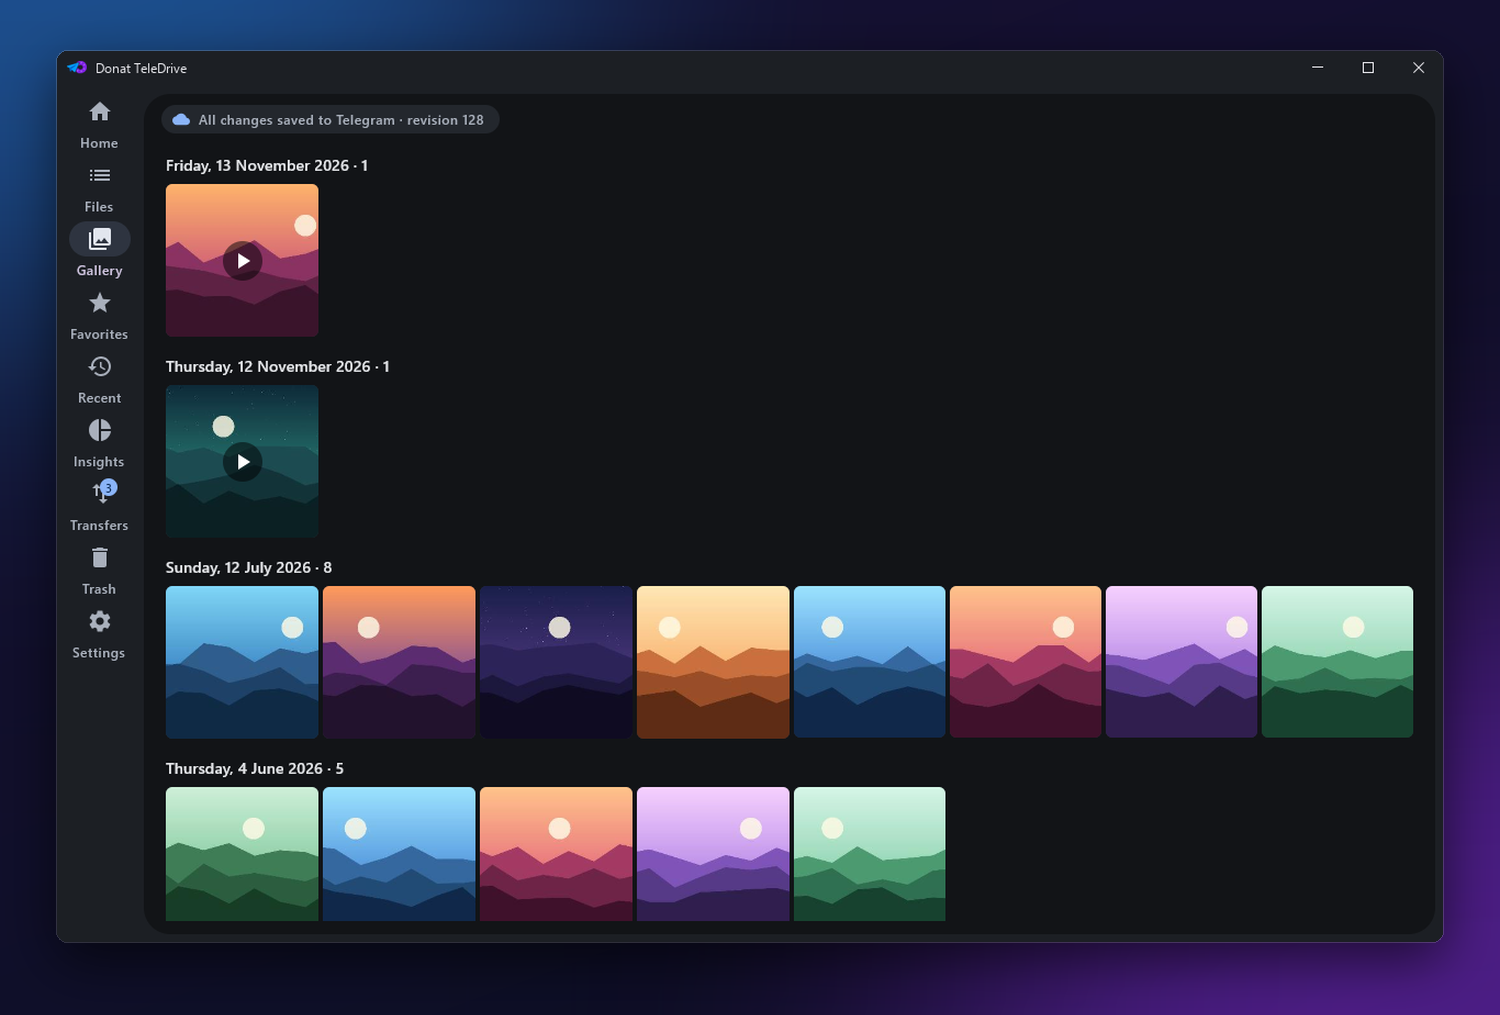 Donat TeleDrive
All changes saved to Telegram · revision 128
Home
Files
Gallery
Favorites
Recent
Insights
3
Transfers
Trash
Settings
Friday, 13 November 2026 · 1
Thursday, 12 November 2026 · 1
Sunday, 12 July 2026 · 8
Thursday, 4 June 2026 · 5